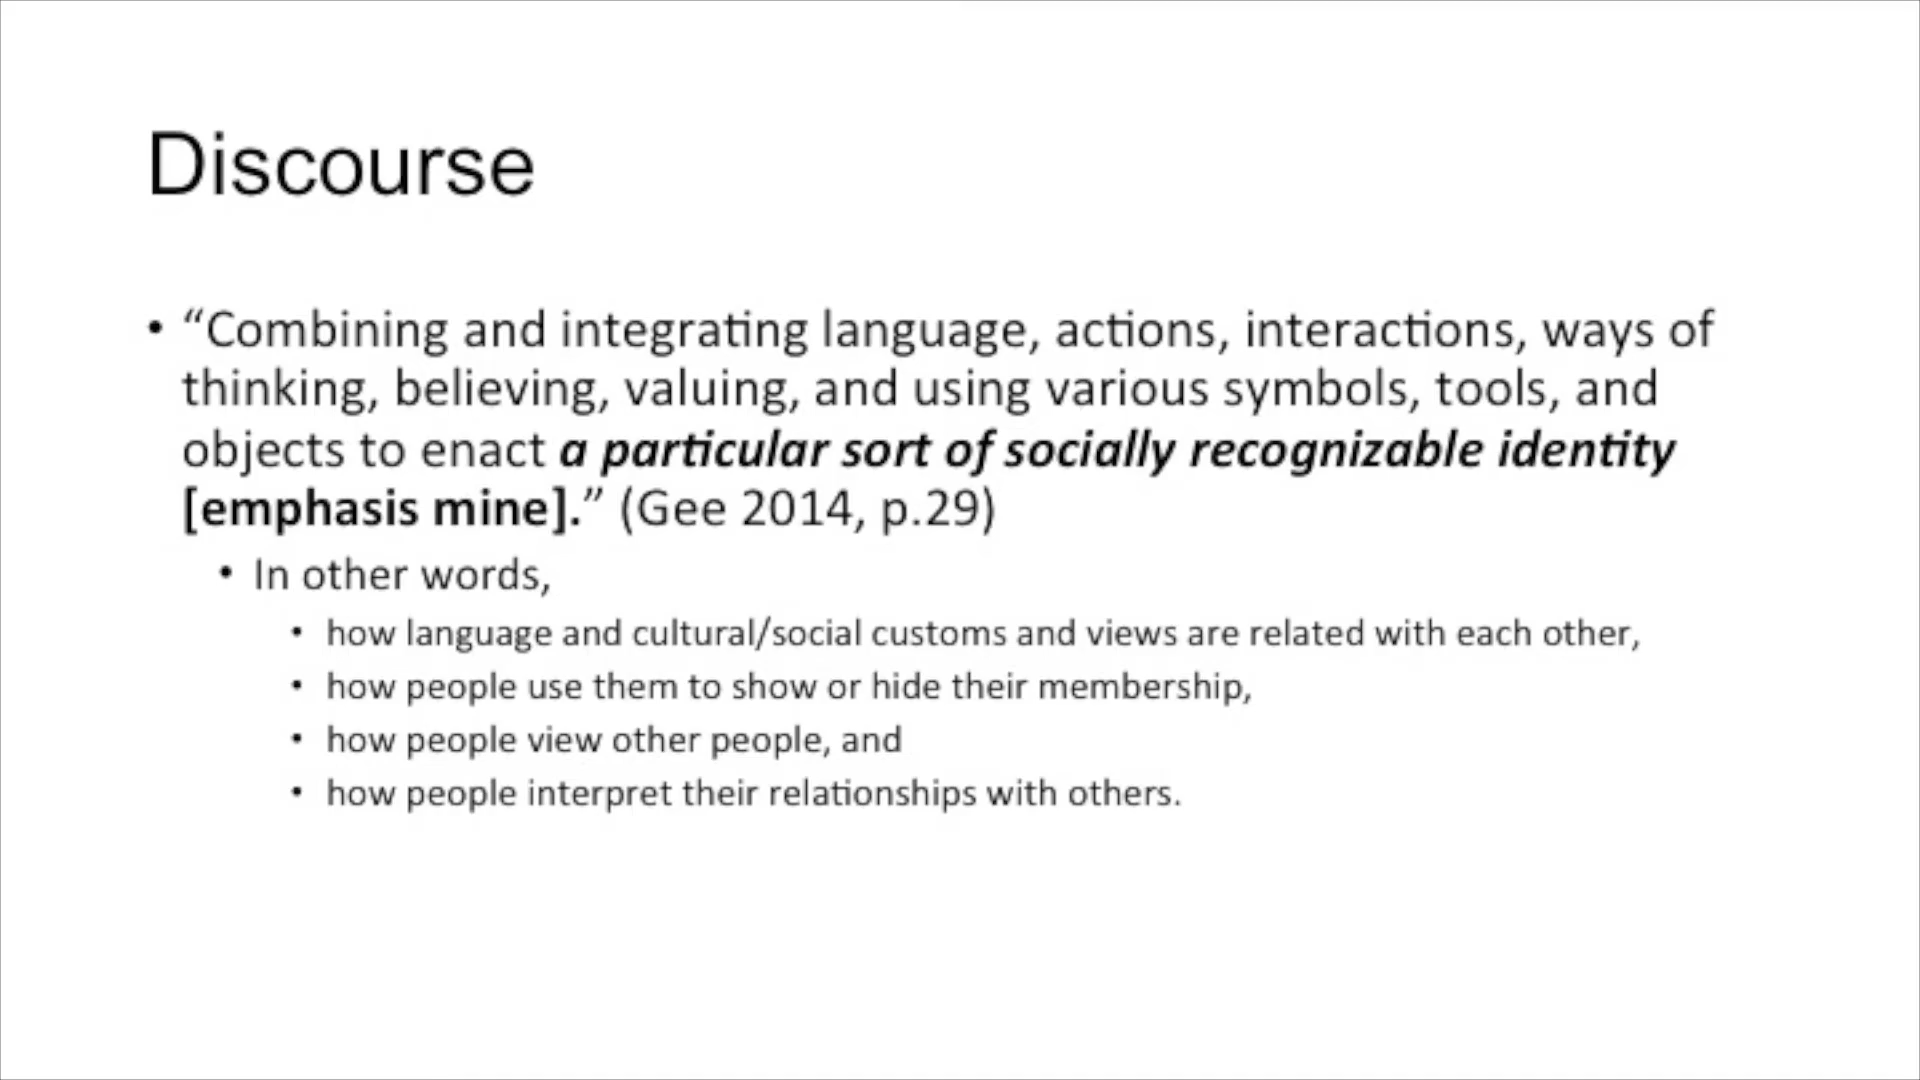 Discourse
• “Combining and integrating language, actions, interactions, ways of
thinking, believing, valuing, and using various symbols, tools, and
objects to enact a particular sort of socially recognizable identity
[emphasis mine].” (Gee 2014, p.29)
• In other words,
• how language and cultural/social customs and views are related with each other,
• how people use them to show or hide their membership,
• how people view other people, and
• how people interpret their relationships with others.